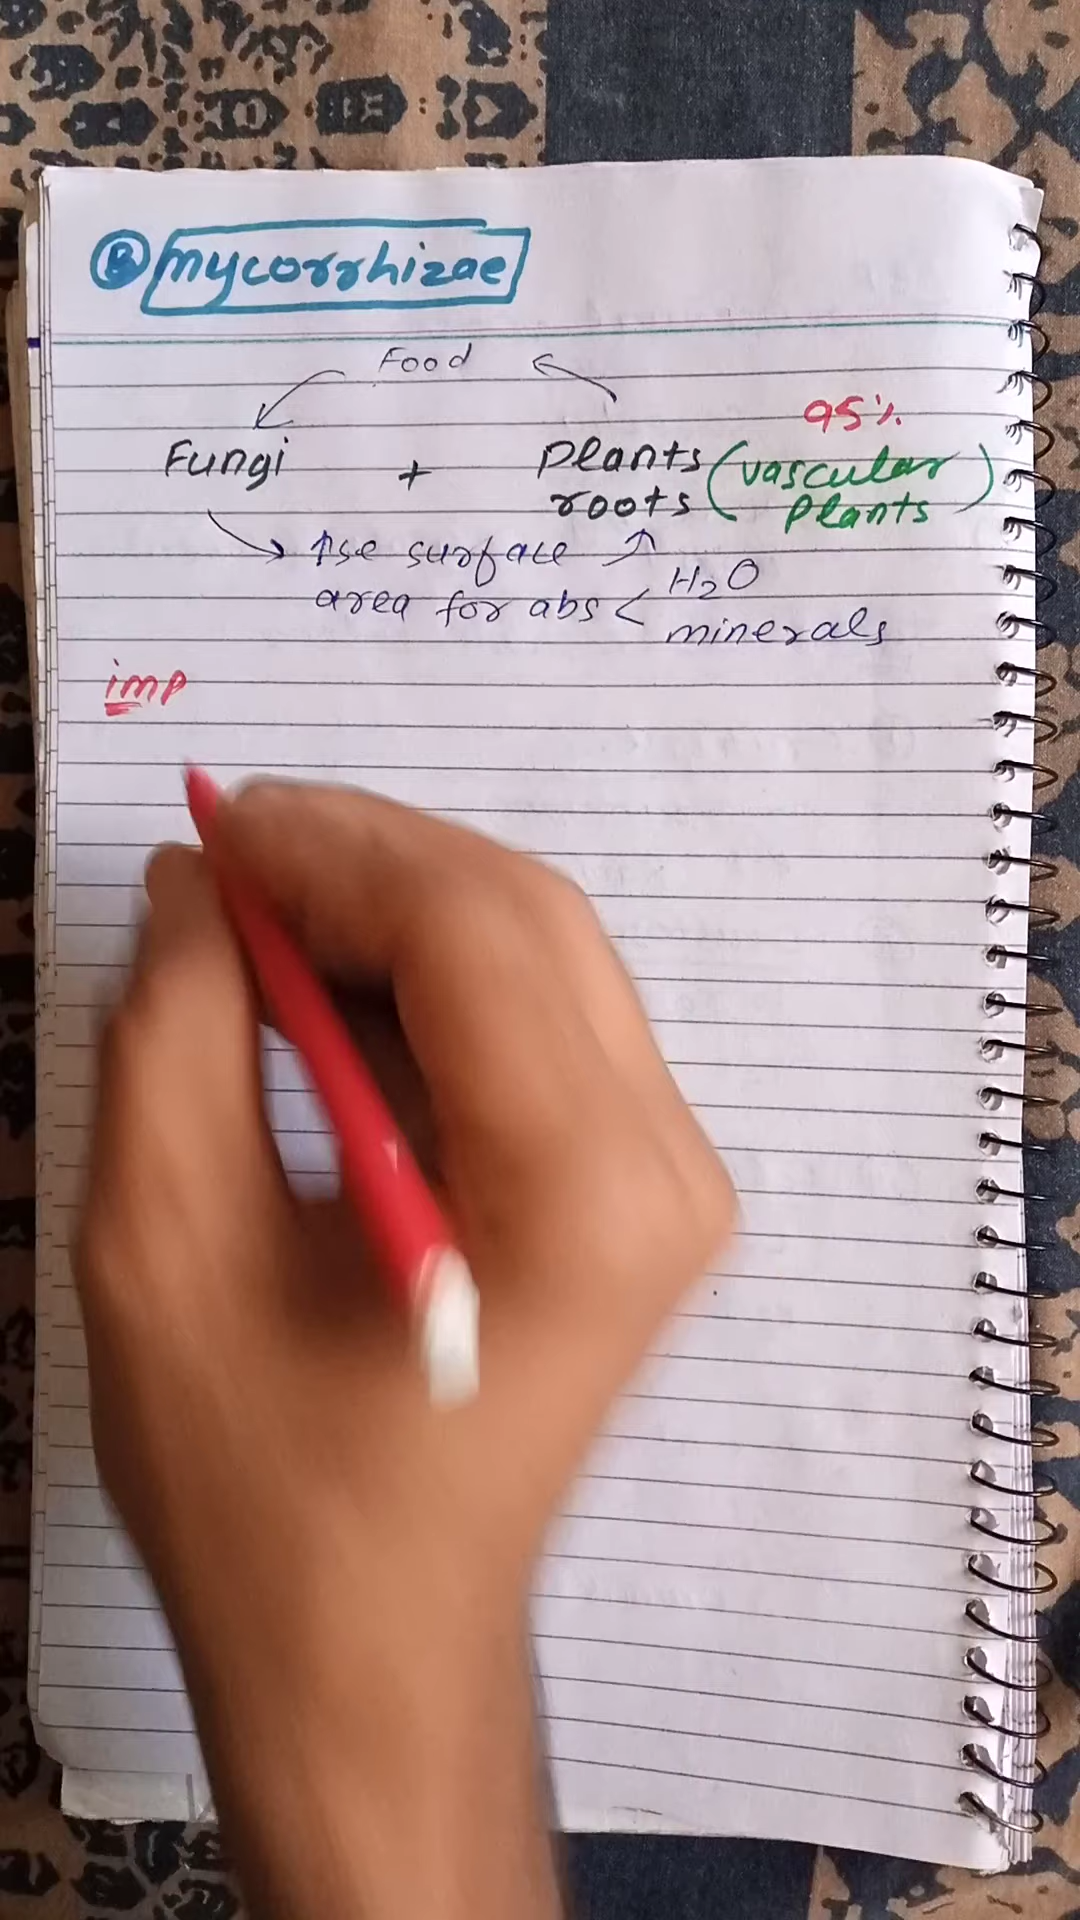 B mycorrhizae
Food
95%
Fungi + plants (vascular
roots plants)
↑se surface
H2O
area for abs <
minerals
imp